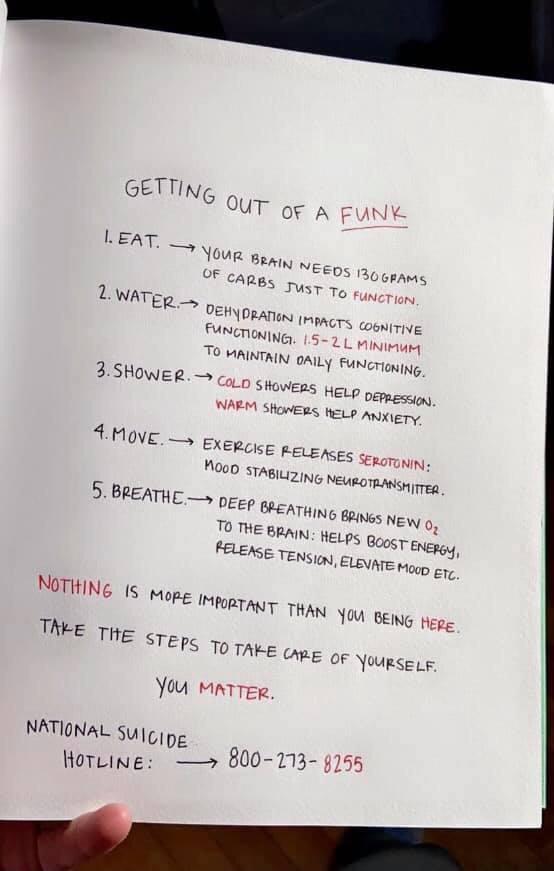 GETTING OUT OF A FUNK
1. EAT. → YOUR BRAIN NEEDS 130 GRAMS
OF CARBS JUST TO FUNCTION.
2. WATER. → DEHYDRATION IMPACTS COGNITIVE
FUNCTIONING. 1.5-2 L MINIMUM
TO MAINTAIN DAILY FUNCTIONING.
3. SHOWER. → COLD SHOWERS HELP DEPRESSION.
WARM SHOWERS HELP ANXIETY.
4. MOVE. → EXERCISE RELEASES SEROTONIN:
MOOD STABILIZING NEUROTRANSMITTER.
5. BREATHE. → DEEP BREATHING BRINGS NEW O₂
TO THE BRAIN: HELPS BOOST ENERGY,
RELEASE TENSION, ELEVATE MOOD ETC.
NOTHING IS MORE IMPORTANT THAN YOU BEING HERE.
TAKE THE STEPS TO TAKE CARE OF YOURSELF.
YOU MATTER.
NATIONAL SUICIDE
HOTLINE: → 800-273-8255